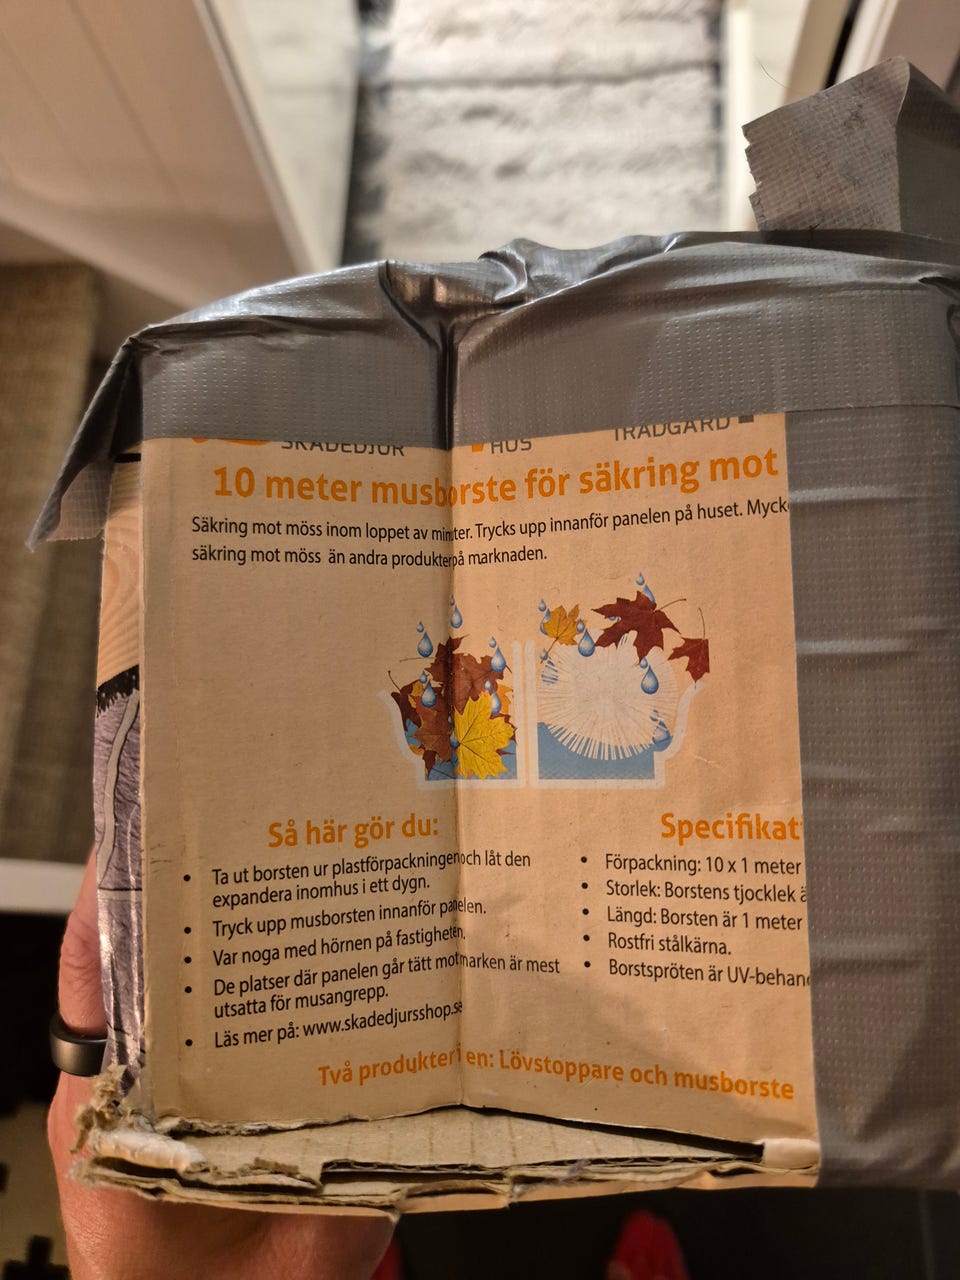 SKADEDJUR
HUS
TRÄDGÅRD
10 meter musborste för säkring mot
Säkring mot möss inom loppet av minuter. Trycks upp innanför panelen på huset. Myck
säkring mot möss än andra produkter på marknaden.
Så här gör du:
• Ta ut borsten ur plastförpackningen och låt den
expandera inomhus i ett dygn.
• Tryck upp musborsten innanför panelen.
• Var noga med hörnen på fastigheten.
• De platser där panelen går tätt mot marken är mest
utsatta för musangrepp.
• Läs mer på: www.skadedjursshop.se
Specifikat
• Förpackning: 10 x 1 meter
• Storlek: Borstens tjocklek
• Längd: Borsten är 1 meter
• Rostfri stålkärna.
• Borstspröten är UV-behan
Två produkter i en: Lövstoppare och musborste